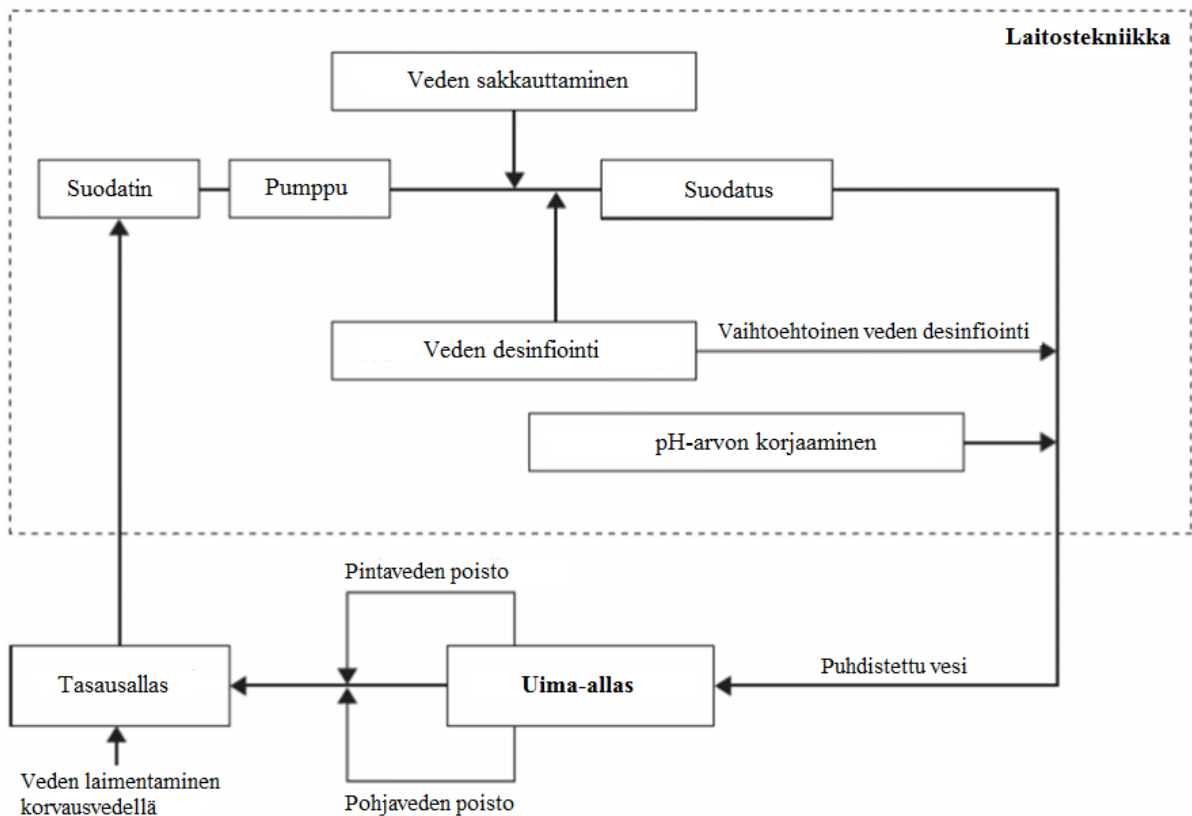 Laitostekniikka
Veden sakkauttaminen
Suodatin
Pumppu
Suodatus
Veden desinfiointi
Vaihtoehtoinen veden desinfiointi
pH-arvon korjaaminen
Pintaveden poisto
Tasausallas
Uima-allas
Puhdistettu vesi
Veden laimentaminen
korvausvedellä
Pohjaveden poisto